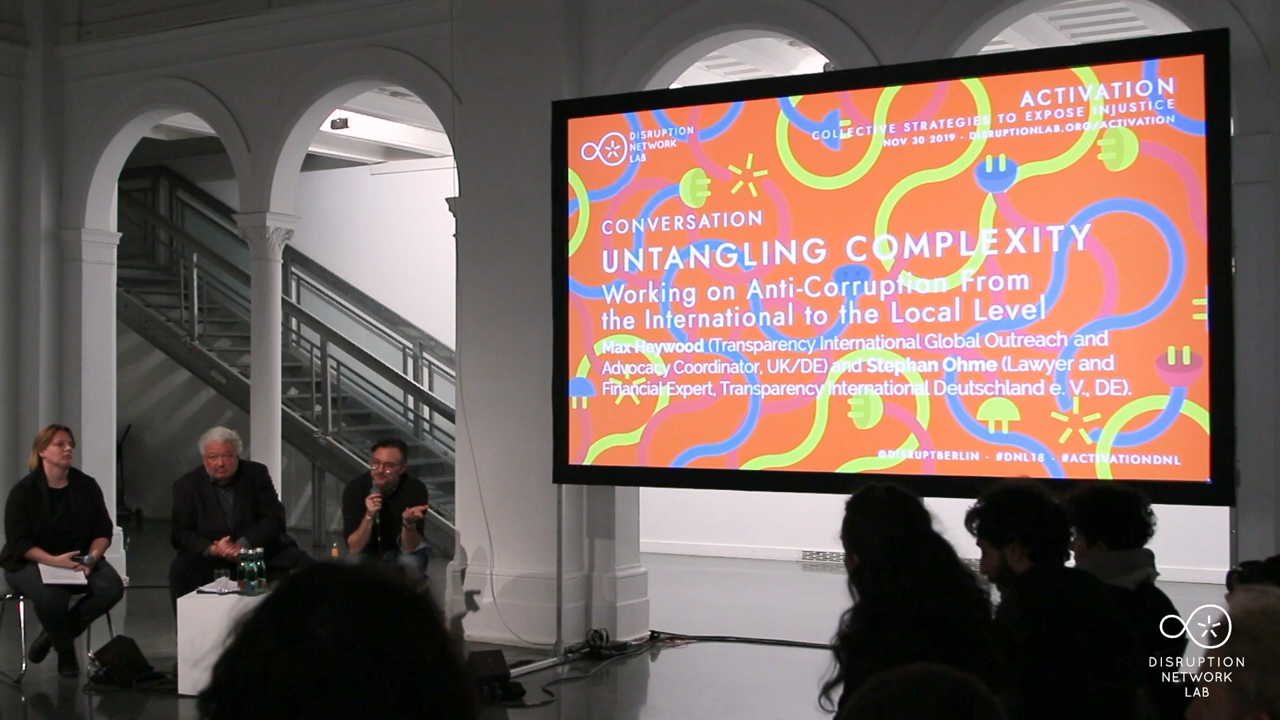 ACTIVATION
COLLECTIVE STRATEGIES TO EXPOSE INJUSTICE
NOV 30 2019 - DISRUPTIONLAB.ORG/ACTIVATION
DISRUPTION
NETWORK
LAB
CONVERSATION
UNTANGLING COMPLEXITY
Working on Anti-Corruption From
the International to the Local Level
Max Heywood (Transparency International Global Outreach and
Advocacy Coordinator, UK/DE) and Stephan Ohme (Lawyer and
Financial Expert, Transparency International Deutschland e. V., DE).
@DISRUPTBERLIN - #DNL18 - #ACTIVATIONDNL
DISRUPTION
NETWORK
LAB